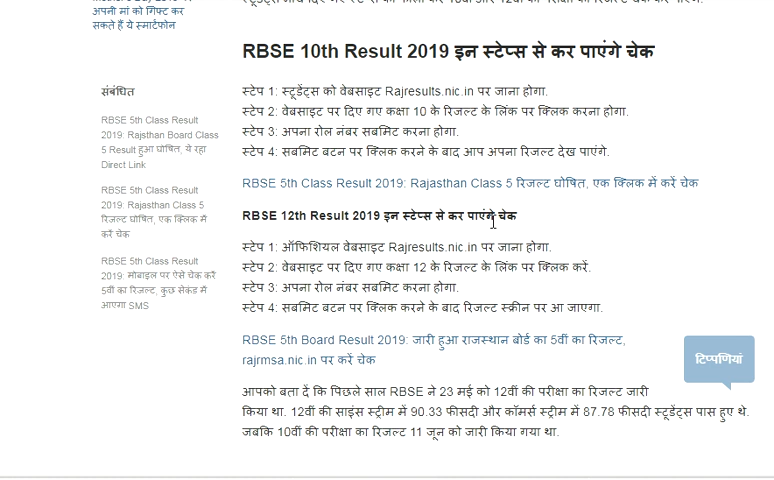 अपनी मां को गिफ्ट कर
सकते हैं ये स्मार्टफोन
RBSE 10th Result 2019 इन स्टेप्स से कर पाएंगे चेक
संबंधित
स्टेप 1: स्टूडेंट्स को वेबसाइट Rajresults.nic.in पर जाना होगा.
स्टेप 2: वेबसाइट पर दिए गए कक्षा 10 के रिजल्ट के लिंक पर क्लिक करना होगा.
स्टेप 3: अपना रोल नंबर सबमिट करना होगा.
स्टेप 4: सबमिट बटन पर क्लिक करने के बाद आप अपना रिजल्ट देख पाएंगे.
RBSE 5th Class Result
2019: Rajsthan Board Class
5 Result हुआ घोषित, ये रहा
Direct Link
RBSE 5th Class Result 2019: Rajasthan Class 5 रिजल्ट घोषित, एक क्लिक में करें चेक
RBSE 5th Class Result
2019: Rajasthan Class 5
रिजल्ट घोषित, एक क्लिक में
करें चेक
RBSE 12th Result 2019 इन स्टेप्स से कर पाएंगे चेक
स्टेप 1: ऑफिशियल वेबसाइट Rajresults.nic.in पर जाना होगा.
स्टेप 2: वेबसाइट पर दिए गए कक्षा 12 के रिजल्ट के लिंक पर क्लिक करें.
स्टेप 3: अपना रोल नंबर सबमिट करना होगा.
स्टेप 4: सबमिट बटन पर क्लिक करने के बाद रिजल्ट स्क्रीन पर आ जाएगा.
RBSE 5th Class Result
2019: मोबाइल पर ऐसे चेक करें
5वीं का रिजल्ट, कुछ सेकंड में
आएगा SMS
RBSE 5th Board Result 2019: जारी हुआ राजस्थान बोर्ड का 5वीं का रिजल्ट,
rajrmsa.nic.in पर करें चेक
टिप्पणियां
आपको बता दें कि पिछले साल RBSE ने 23 मई को 12वीं की परीक्षा का रिजल्ट जारी
किया था. 12वीं की साइंस स्ट्रीम में 90.33 फीसदी और कॉमर्स स्ट्रीम में 87.78 फीसदी स्टूडेंट्स पास हुए थे.
जबकि 10वीं की परीक्षा का रिजल्ट 11 जून को जारी किया गया था.